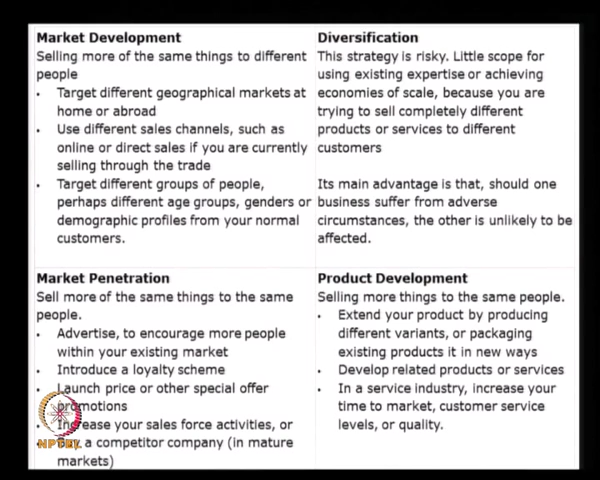 Market Development
Selling more of the same things to different
people
• Target different geographical markets at
home or abroad
• Use different sales channels, such as
online or direct sales if you are currently
selling through the trade
• Target different groups of people,
perhaps different age groups, genders or
demographic profiles from your normal
customers.
Diversification
This strategy is risky. Little scope for
using existing expertise or achieving
economies of scale, because you are
trying to sell completely different
products or services to different
customers
Its main advantage is that, should one
business suffer from adverse
circumstances, the other is unlikely to be
affected.
Market Penetration
Sell more of the same things to the same
people.
• Advertise, to encourage more people
within your existing market
• Introduce a loyalty scheme
• Launch price or other special offer
promotions
• Increase your sales force activities, or
a competitor company (in mature
markets)
Product Development
Selling more things to the same people.
• Extend your product by producing
different variants, or packaging
existing products it in new ways
• Develop related products or services
• In a service industry, increase your
time to market, customer service
levels, or quality.
NPTEL